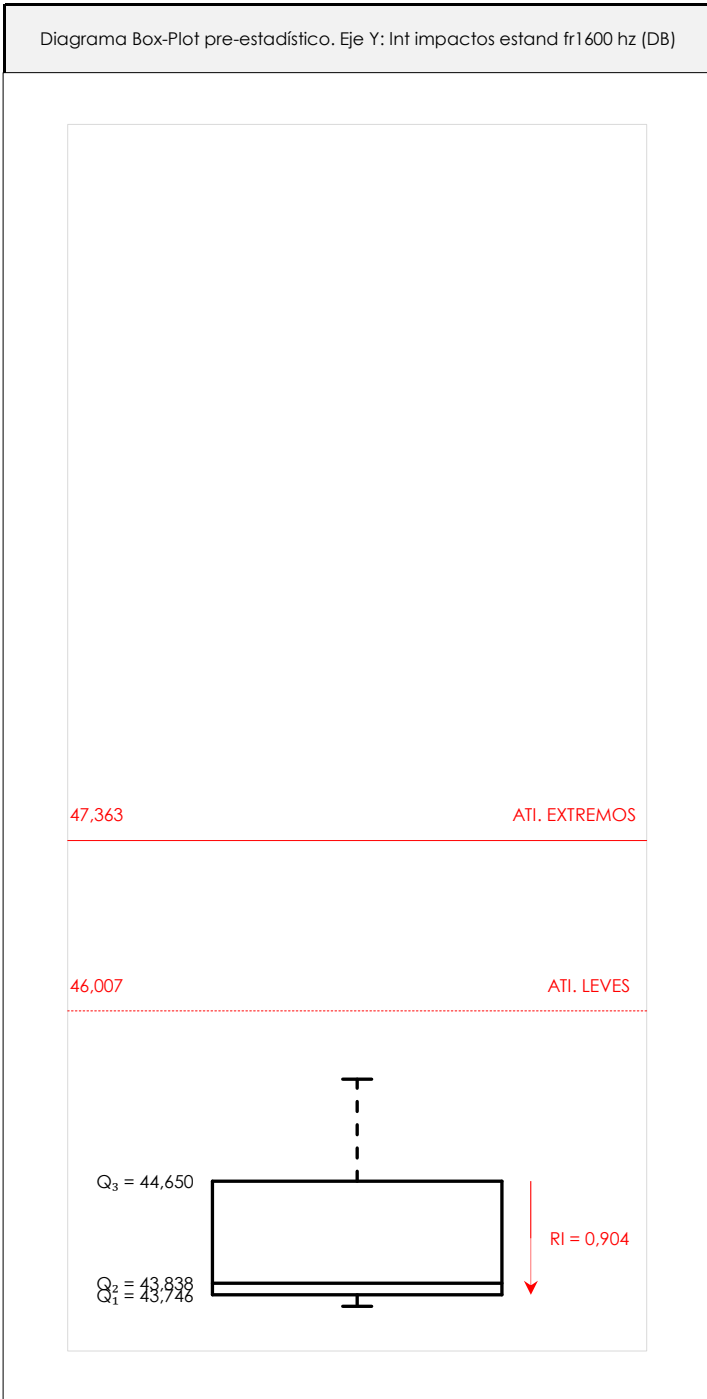 Diagrama Box-Plot pre-estadístico. Eje Y: Int impactos estand fr1600 hz (DB)
47,363 ATI. EXTREMOS
46,007 ATI. LEVES
Q₃ = 44,650
RI = 0,904
Q₂ = 43,838
Q₁ = 43,746